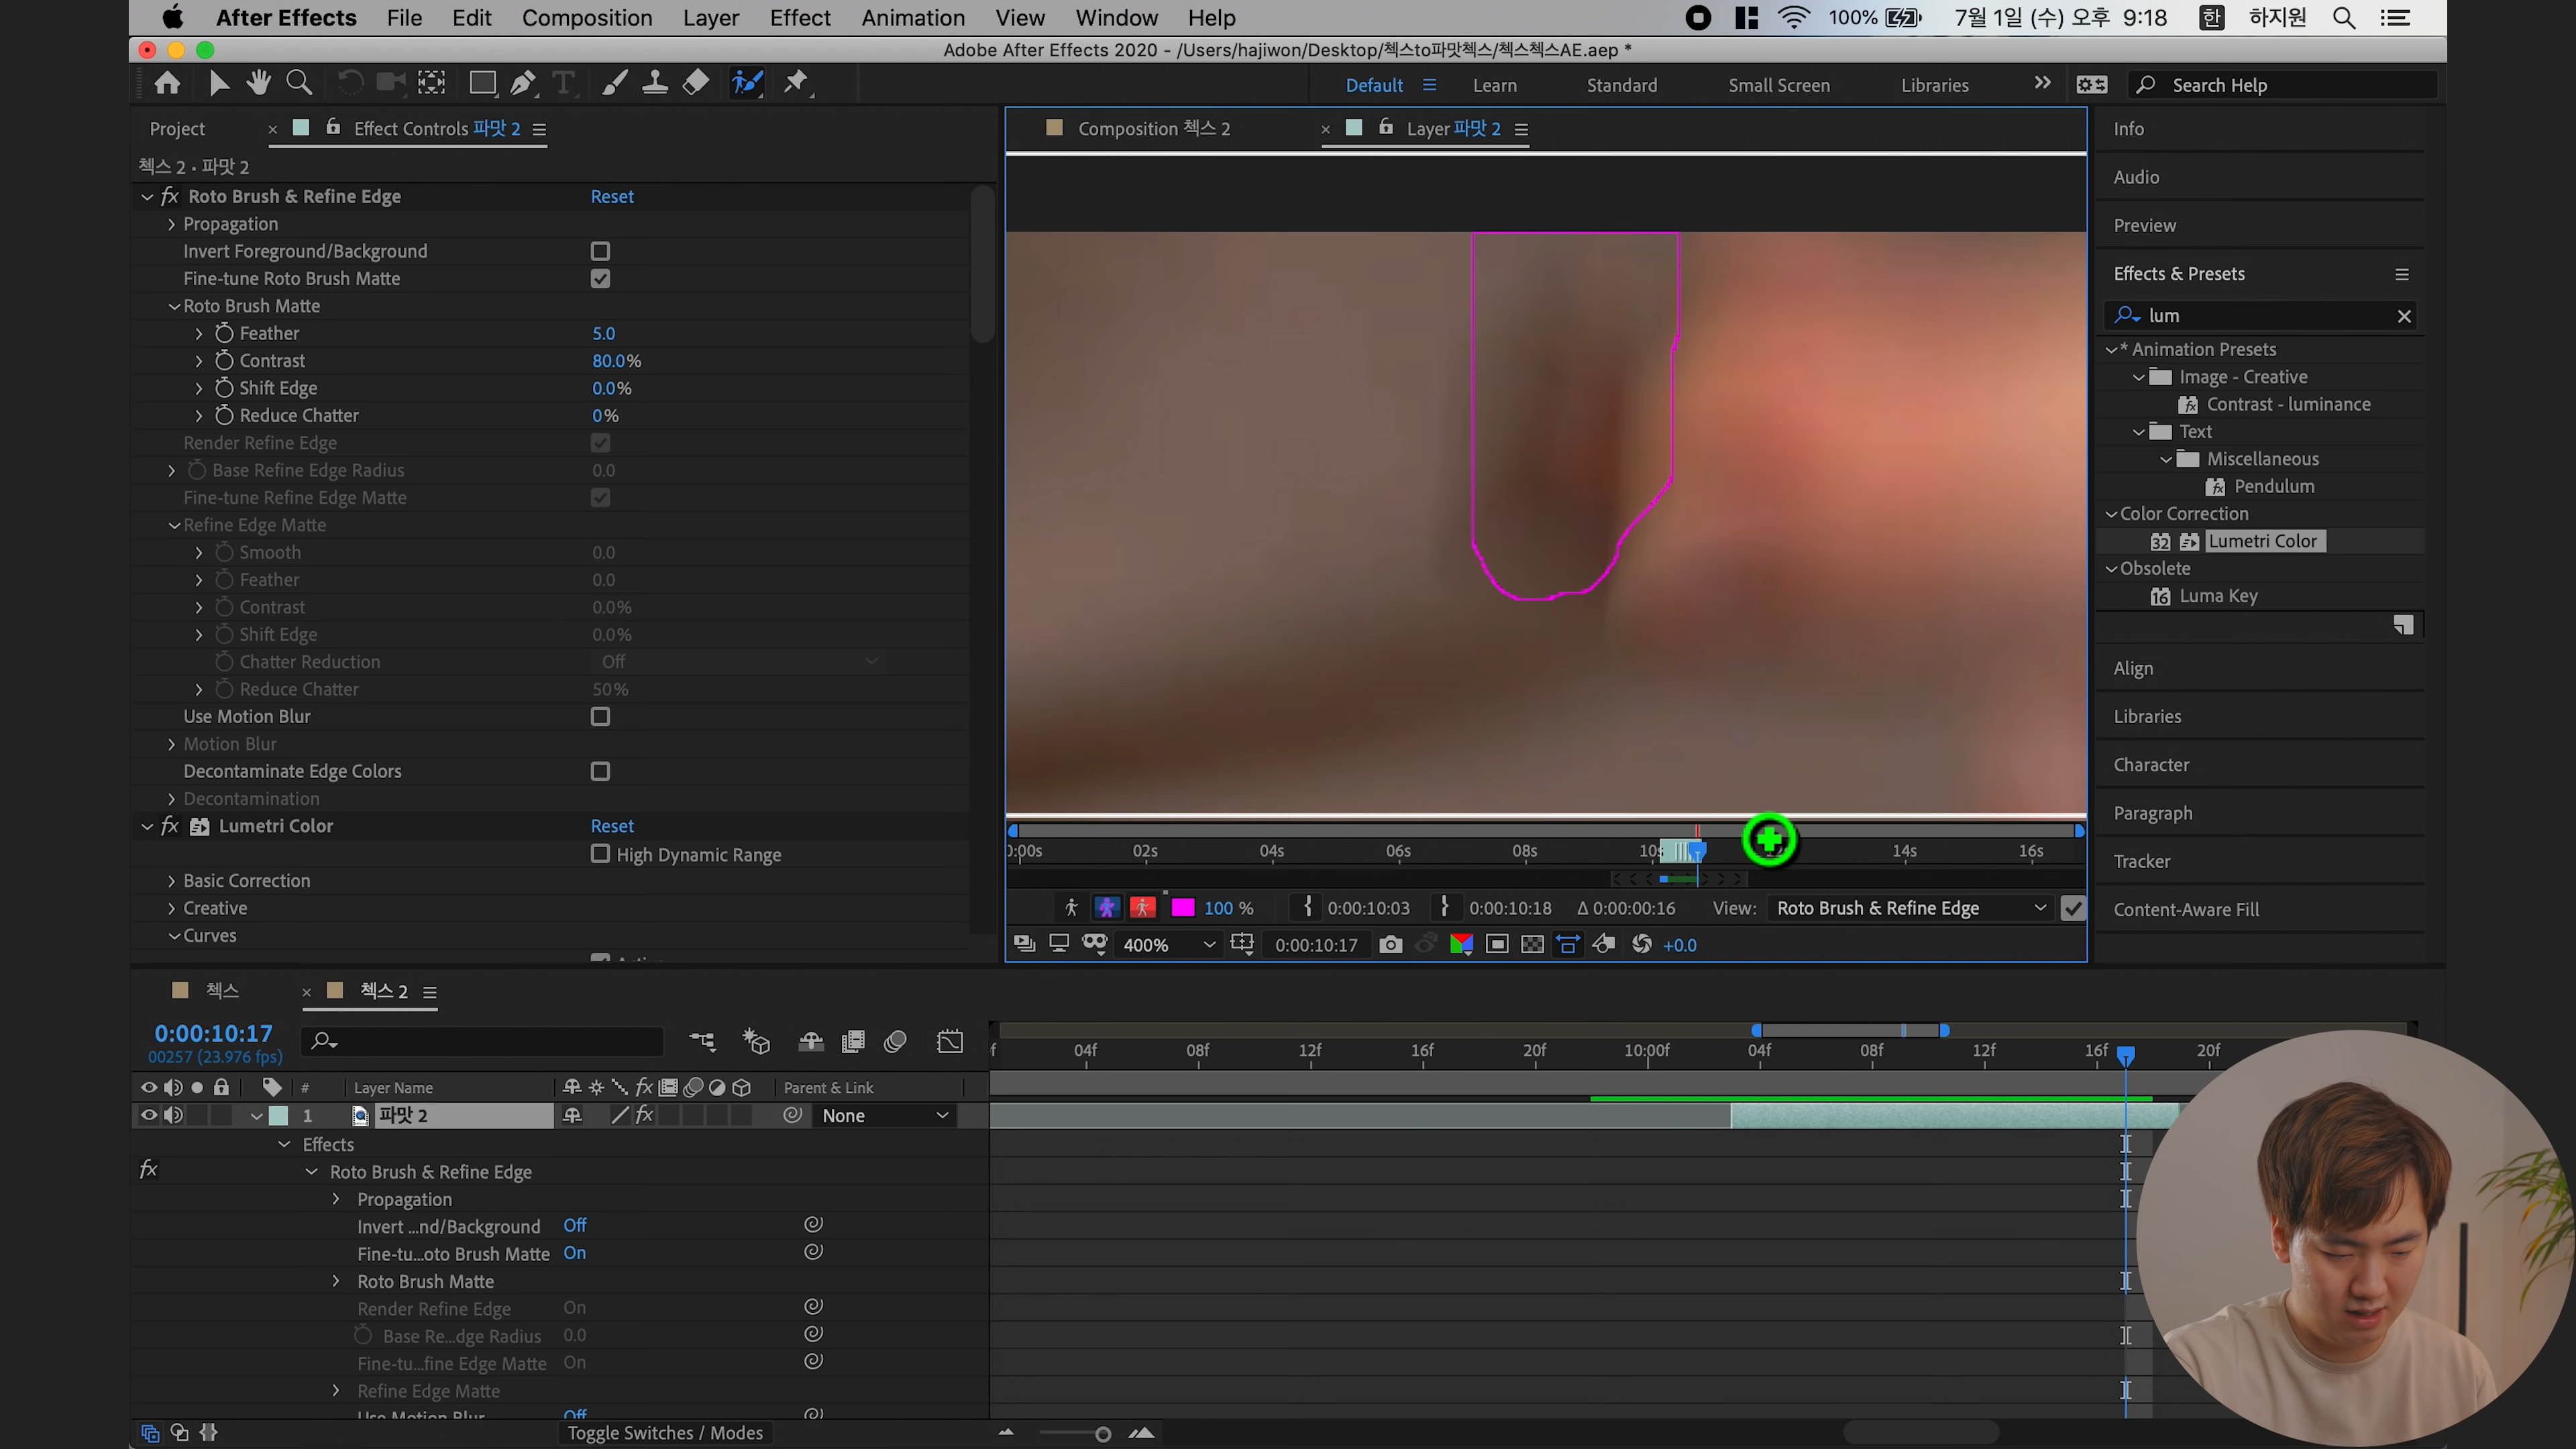 After Effects File Edit Composition Layer Effect Animation View Window Help 100% 7월 1일 (수) 오후 9:18 한 하지원
Adobe After Effects 2020 - /Users/hajiwon/Desktop/첵스to파맛첵스/첵스첵스AE.aep *
T Default Learn Standard Small Screen Libraries Search Help
Project × Effect Controls 파맛 2
첵스 2 • 파맛 2
fx Roto Brush & Refine Edge Reset
Propagation
Invert Foreground/Background
Fine-tune Roto Brush Matte
Roto Brush Matte
Feather 5.0
Contrast 80.0%
Shift Edge 0.0%
Reduce Chatter 0%
Render Refine Edge
Base Refine Edge Radius 0.0
Fine-tune Refine Edge Matte
Refine Edge Matte
Smooth 0.0
Feather 0.0
Contrast 0.0%
Shift Edge 0.0%
Chatter Reduction Off
Reduce Chatter 50%
Use Motion Blur
Motion Blur
Decontaminate Edge Colors
Decontamination
fx Lumetri Color Reset
High Dynamic Range
Basic Correction
Creative
Curves
Composition 첵스 2 × Layer 파맛 2
0:00s 02s 04s 06s 08s 10s 14s 16s
100 % 0:00:10:03 0:00:10:18 Δ 0:00:00:16 View: Roto Brush & Refine Edge
400% 0:00:10:17 +0.0
Info
Audio
Preview
Effects & Presets
lum
* Animation Presets
Image - Creative
Contrast - luminance
Text
Miscellaneous
Pendulum
Color Correction
32 Lumetri Color
Obsolete
16 Luma Key
Align
Libraries
Character
Paragraph
Tracker
Content-Aware Fill
첵스 × 첵스 2
0:00:10:17
00257 (23.976 fps)
f 04f 08f 12f 16f 20f 10:00f 04f 08f 12f 16f 20f
# Layer Name fx Parent & Link
1 파맛 2 fx None
Effects
fx Roto Brush & Refine Edge
Propagation
Invert ...nd/Background Off
Fine-tu...oto Brush Matte On
Roto Brush Matte
Render Refine Edge On
Base Re...dge Radius 0.0
Fine-tu...fine Edge Matte On
Refine Edge Matte
Use Motion Blur Off
Toggle Switches / Modes